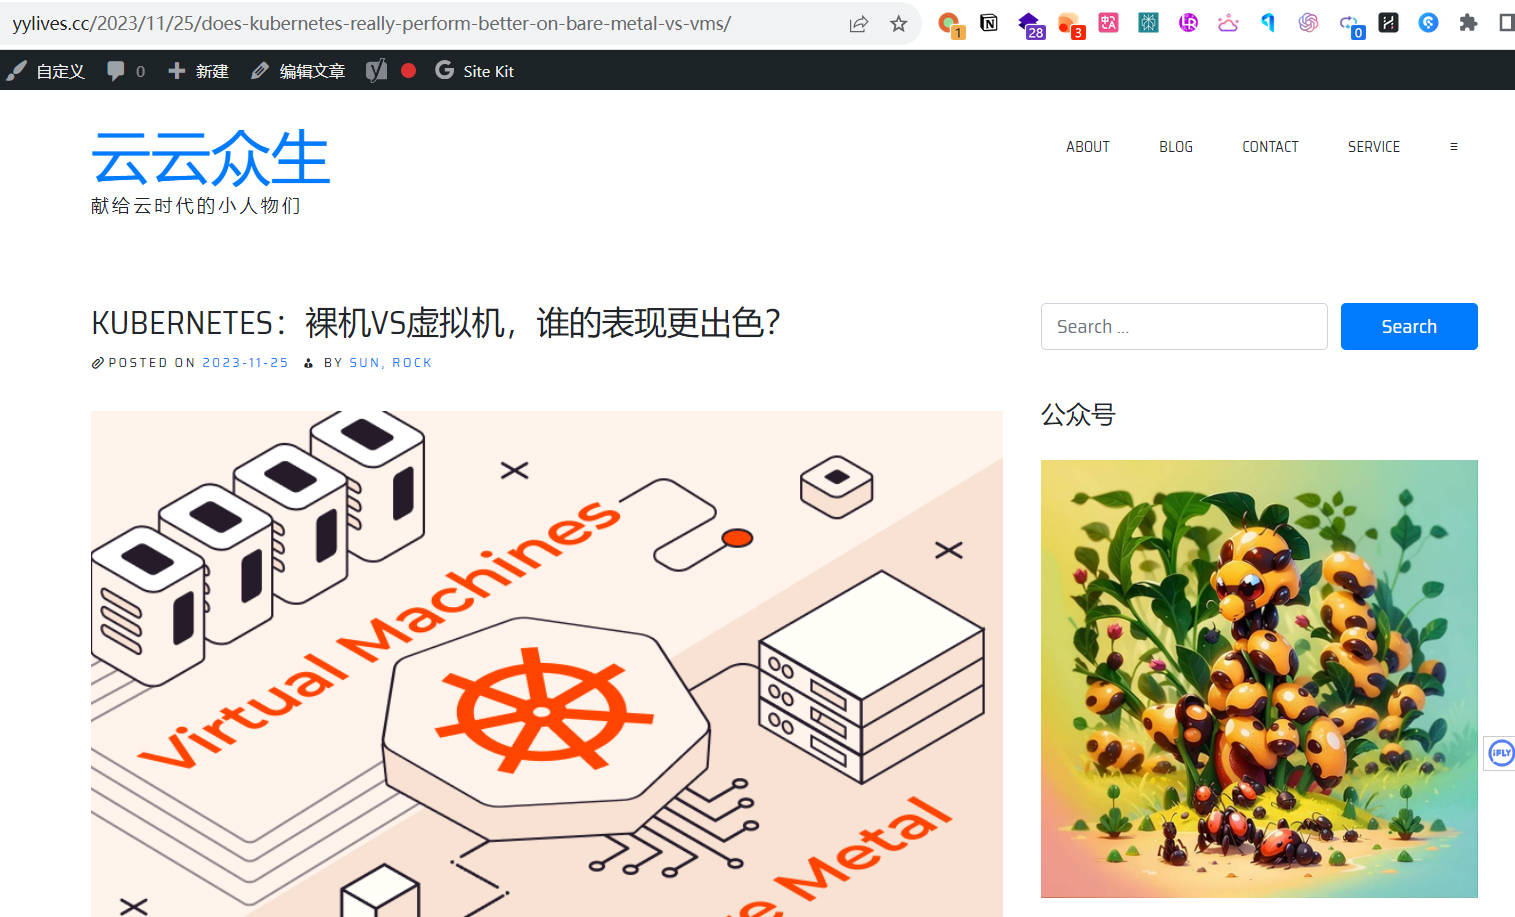 yylives.cc/2023/11/25/does-kubernetes-really-perform-better-on-bare-metal-vs-vms/
1
28
3
0
自定义 0 新建 编辑文章 Site Kit
云云众生
献给云时代的小人物们
ABOUT BLOG CONTACT SERVICE
KUBERNETES：裸机VS虚拟机，谁的表现更出色？
POSTED ON 2023-11-25 BY SUN, ROCK
Search ...
Search
公众号
Virtual Machines
e Metal
iFLY